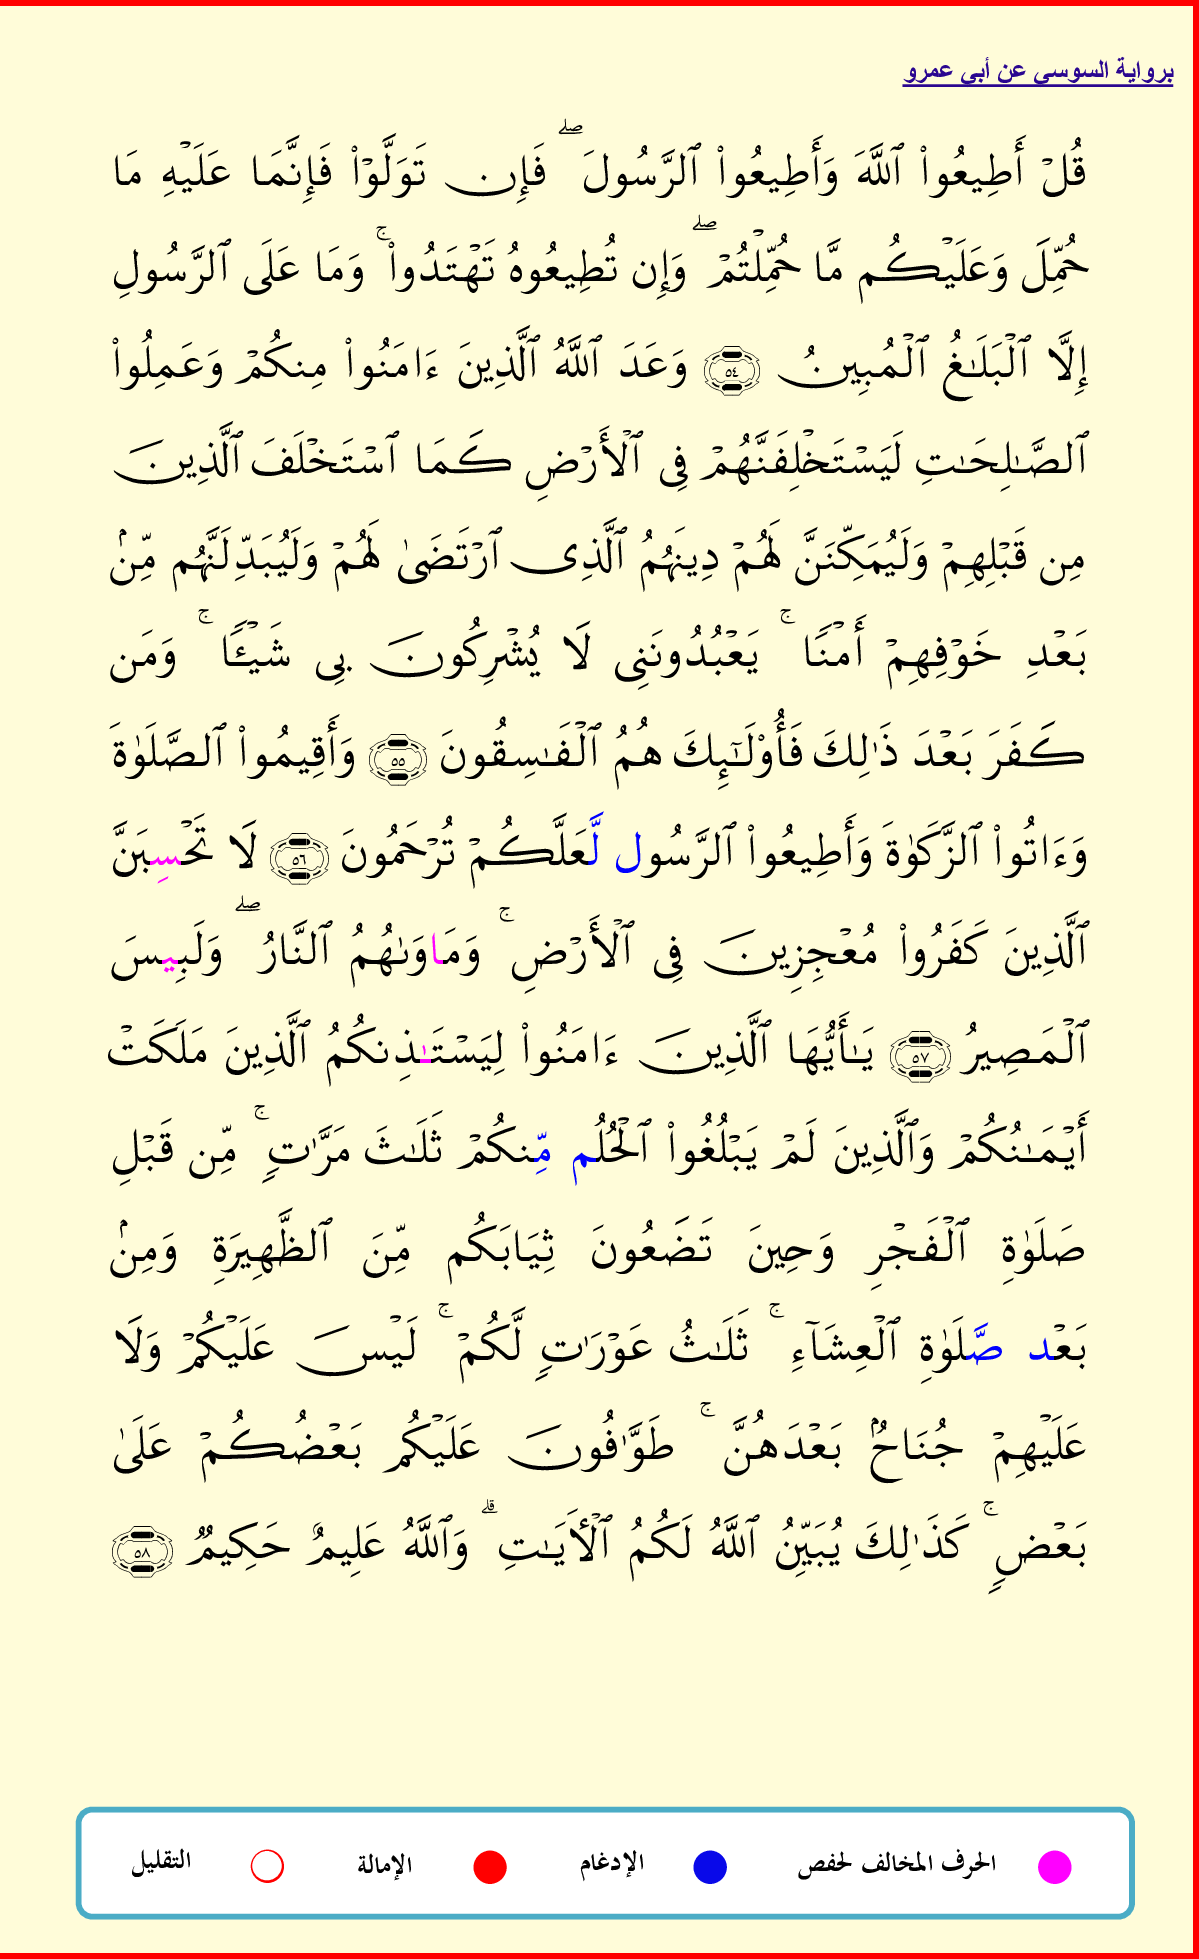 برواية السوسي عن أبي عمرو
قُلۡ أَطِيعُواْ ٱللَّهَ وَأَطِيعُواْ ٱلرَّسُولَۖ فَإِن تَوَلَّوۡاْ فَإِنَّمَا عَلَيۡهِ مَا
حُمِّلَ وَعَلَيۡكُم مَّا حُمِّلۡتُمۡۖ وَإِن تُطِيعُوهُ تَهۡتَدُواْۚ وَمَا عَلَى ٱلرَّسُولِ
إِلَّا ٱلۡبَلَٰغُ ٱلۡمُبِينُ ٥٤ وَعَدَ ٱللَّهُ ٱلَّذِينَ ءَامَنُواْ مِنكُمۡ وَعَمِلُواْ
ٱلصَّٰلِحَٰتِ لَيَسۡتَخۡلِفَنَّهُمۡ فِي ٱلۡأَرۡضِ كَمَا ٱسۡتَخۡلَفَ ٱلَّذِينَ
مِن قَبۡلِهِمۡ وَلَيُمَكِّنَنَّ لَهُمۡ دِينَهُمُ ٱلَّذِي ٱرۡتَضَىٰ لَهُمۡ وَلَيُبَدِّلَنَّهُم مِّنۢ
بَعۡدِ خَوۡفِهِمۡ أَمۡنٗاۚ يَعۡبُدُونَنِي لَا يُشۡرِكُونَ بِي شَيۡـٔٗاۚ وَمَن
كَفَرَ بَعۡدَ ذَٰلِكَ فَأُوْلَٰٓئِكَ هُمُ ٱلۡفَٰسِقُونَ ٥٥ وَأَقِيمُواْ ٱلصَّلَوٰةَ
وَءَاتُواْ ٱلزَّكَوٰةَ وَأَطِيعُواْ ٱلرَّسُول لَّعَلَّكُمۡ تُرۡحَمُونَ ٥٦ لَا تَحۡسِبَنَّ
ٱلَّذِينَ كَفَرُواْ مُعۡجِزِينَ فِي ٱلۡأَرۡضِۚ وَمَاوَىٰهُمُ ٱلنَّارُۖ وَلَبِيسَ
ٱلۡمَصِيرُ ٥٧ يَٰٓأَيُّهَا ٱلَّذِينَ ءَامَنُواْ لِيَسۡتَٰذِنكُمُ ٱلَّذِينَ مَلَكَتۡ
أَيۡمَٰنُكُمۡ وَٱلَّذِينَ لَمۡ يَبۡلُغُواْ ٱلۡحُلُم مِّنكُمۡ ثَلَٰثَ مَرَّٰتٖۚ مِّن قَبۡلِ
صَلَوٰةِ ٱلۡفَجۡرِ وَحِينَ تَضَعُونَ ثِيَابَكُم مِّنَ ٱلظَّهِيرَةِ وَمِنۢ
بَعۡد صَّلَوٰةِ ٱلۡعِشَآءِۚ ثَلَٰثُ عَوۡرَٰتٖ لَّكُمۡۚ لَيۡسَ عَلَيۡكُمۡ وَلَا
عَلَيۡهِمۡ جُنَاحُۢ بَعۡدَهُنَّۚ طَوَّٰفُونَ عَلَيۡكُم بَعۡضُكُمۡ عَلَىٰ
بَعۡضٖۚ كَذَٰلِكَ يُبَيِّنُ ٱللَّهُ لَكُمُ ٱلۡأٓيَٰتِۗ وَٱللَّهُ عَلِيمٌ حَكِيمٞ ٥٨
الحرف المخالف لحفص الإدغام الإمالة التقليل